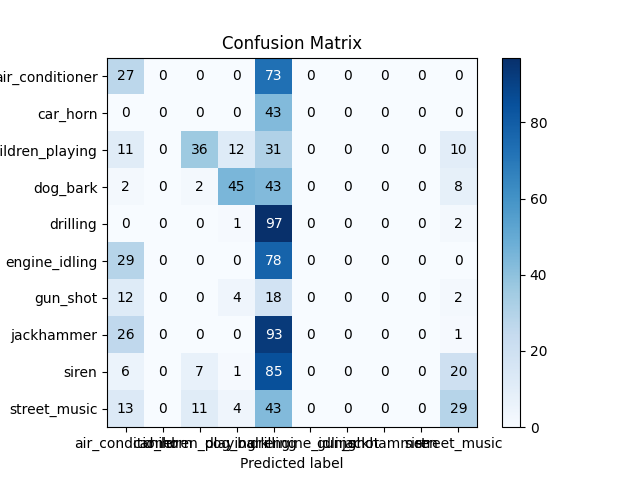 Confusion Matrix
air_conditioner 27 0 0 0 73 0 0 0 0 0
car_horn 0 0 0 0 43 0 0 0 0 0
ildren_playing 11 0 36 12 31 0 0 0 0 10
dog_bark 2 0 2 45 43 0 0 0 0 8
drilling 0 0 0 1 97 0 0 0 0 2
engine_idling 29 0 0 0 78 0 0 0 0 0
gun_shot 12 0 0 4 18 0 0 0 0 2
jackhammer 26 0 0 0 93 0 0 0 0 1
siren 6 0 7 1 85 0 0 0 0 20
street_music 13 0 11 4 43 0 0 0 0 29
street_music
Predicted label
80
60
40
20
0